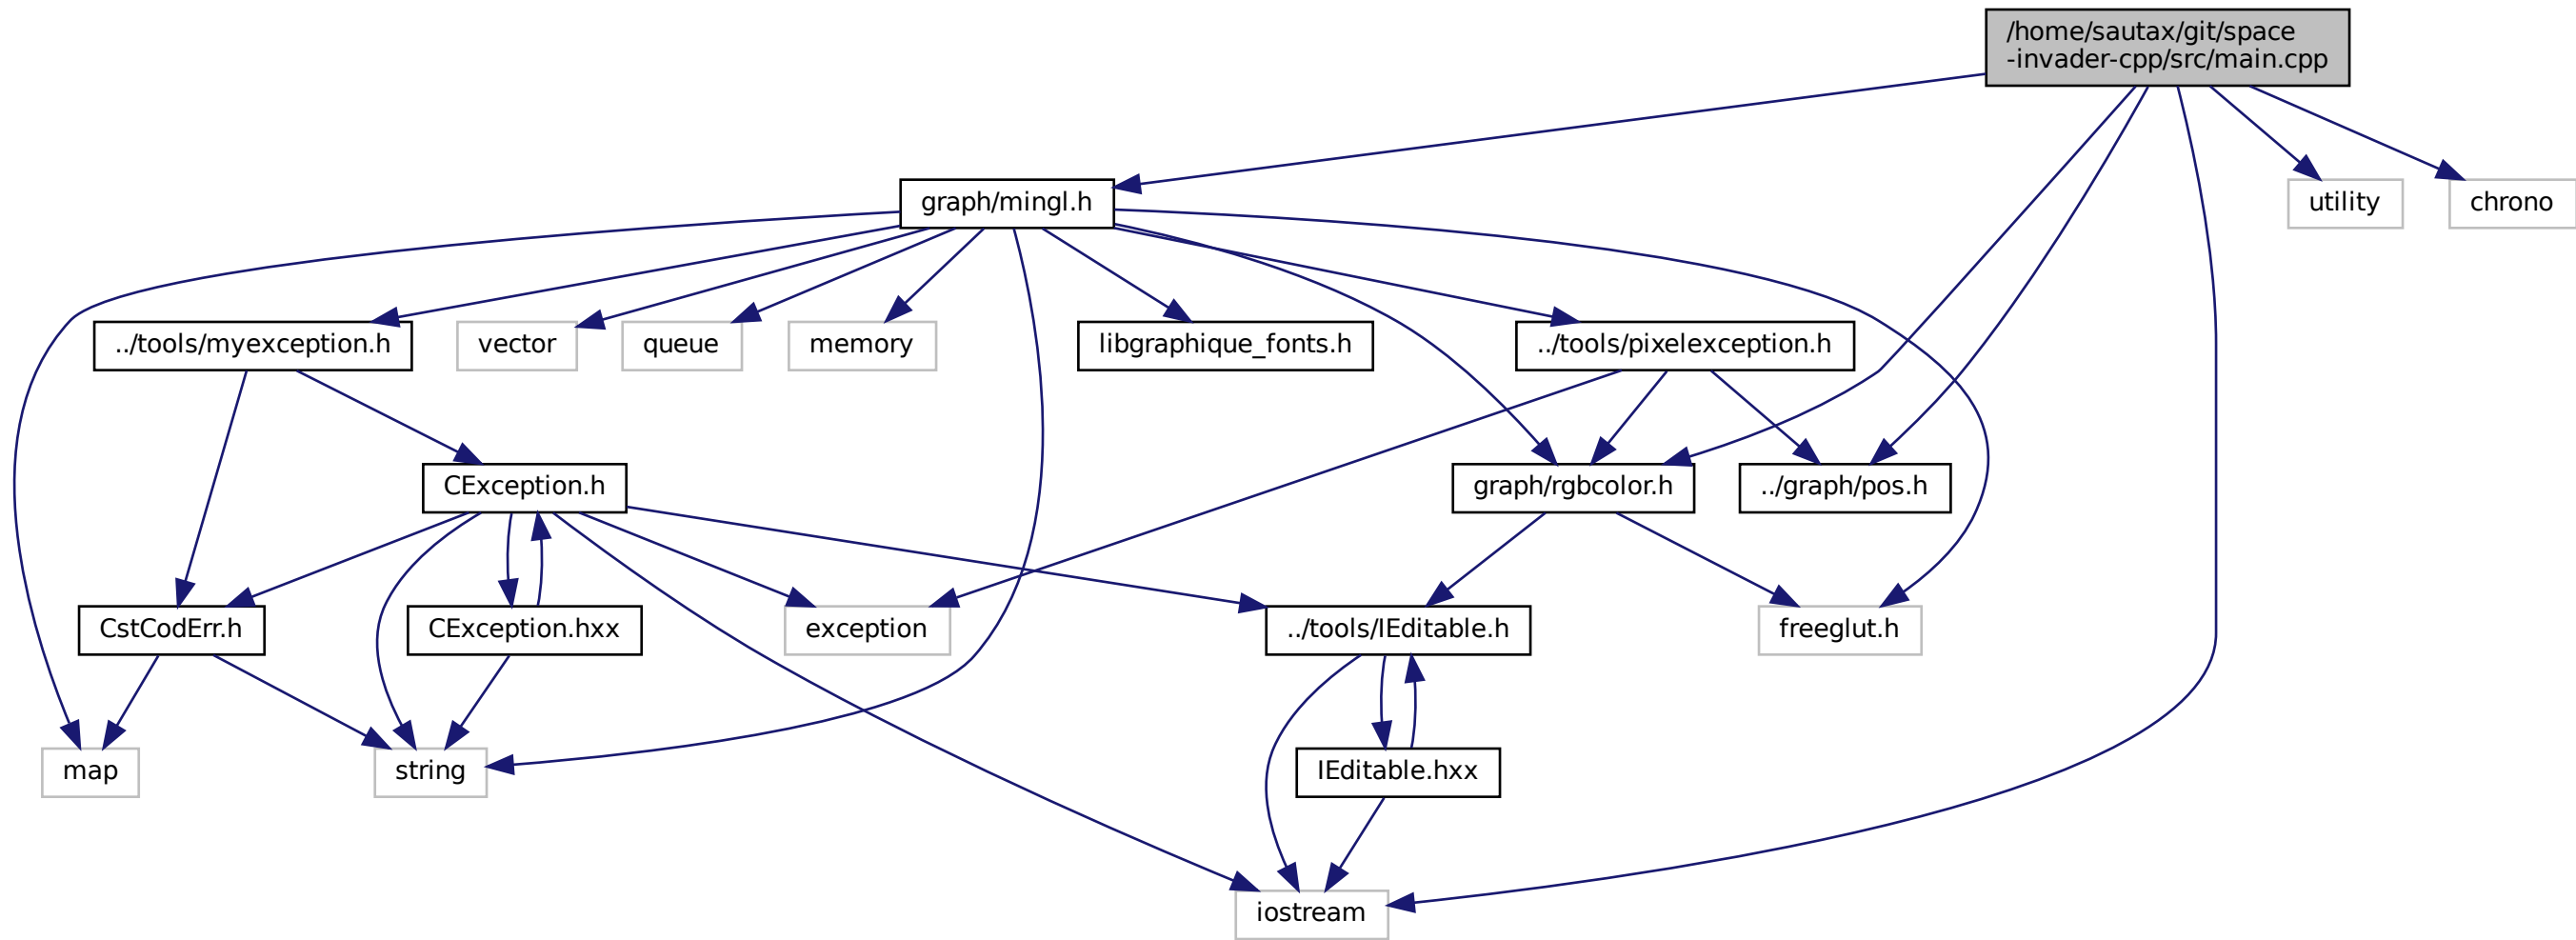 /home/sautax/git/space
-invader-cpp/src/main.cpp
graph/mingl.h
utility
chrono
../tools/myexception.h
vector
queue
memory
libgraphique_fonts.h
../tools/pixelexception.h
CException.h
graph/rgbcolor.h
../graph/pos.h
CstCodErr.h
CException.hxx
exception
../tools/IEditable.h
freeglut.h
map
string
IEditable.hxx
iostream